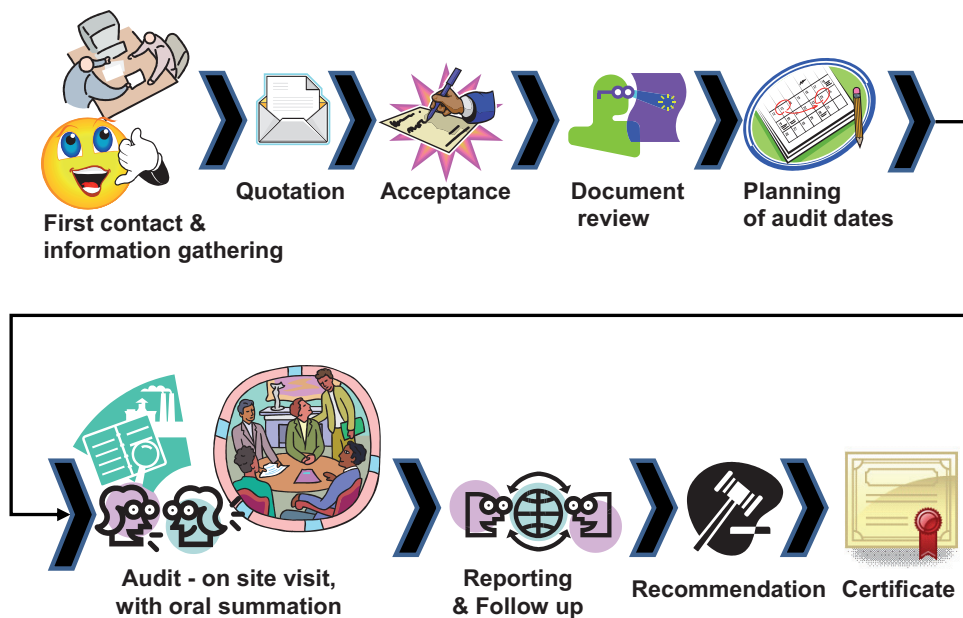 Quotation
Acceptance
Document
review
Planning
of audit dates
First contact &
information gathering
Audit - on site visit,
with oral summation
Reporting
& Follow up
Recommendation
Certificate